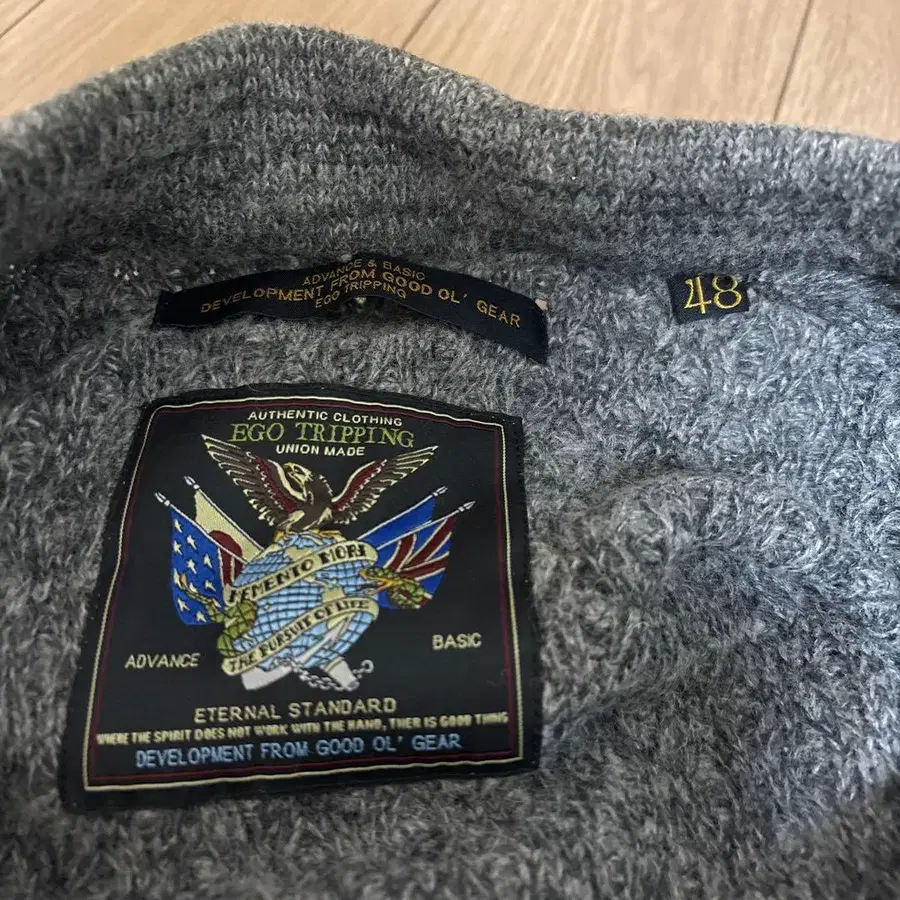 ADVANCE & BASIC
DEVELOPMENT FROM GOOD OL' GEAR
EGO TRIPPING
48
AUTHENTIC CLOTHING
EGO TRIPPING
UNION MADE
MEMENTO MORI
THE PURSUIT OF LIFE
ADVANCE
BASIC
ETERNAL STANDARD
WHERE THE SPIRIT DOES NOT WORK WITH THE HAND, THER IS GOOD THING
DEVELOPMENT FROM GOOD OL' GEAR